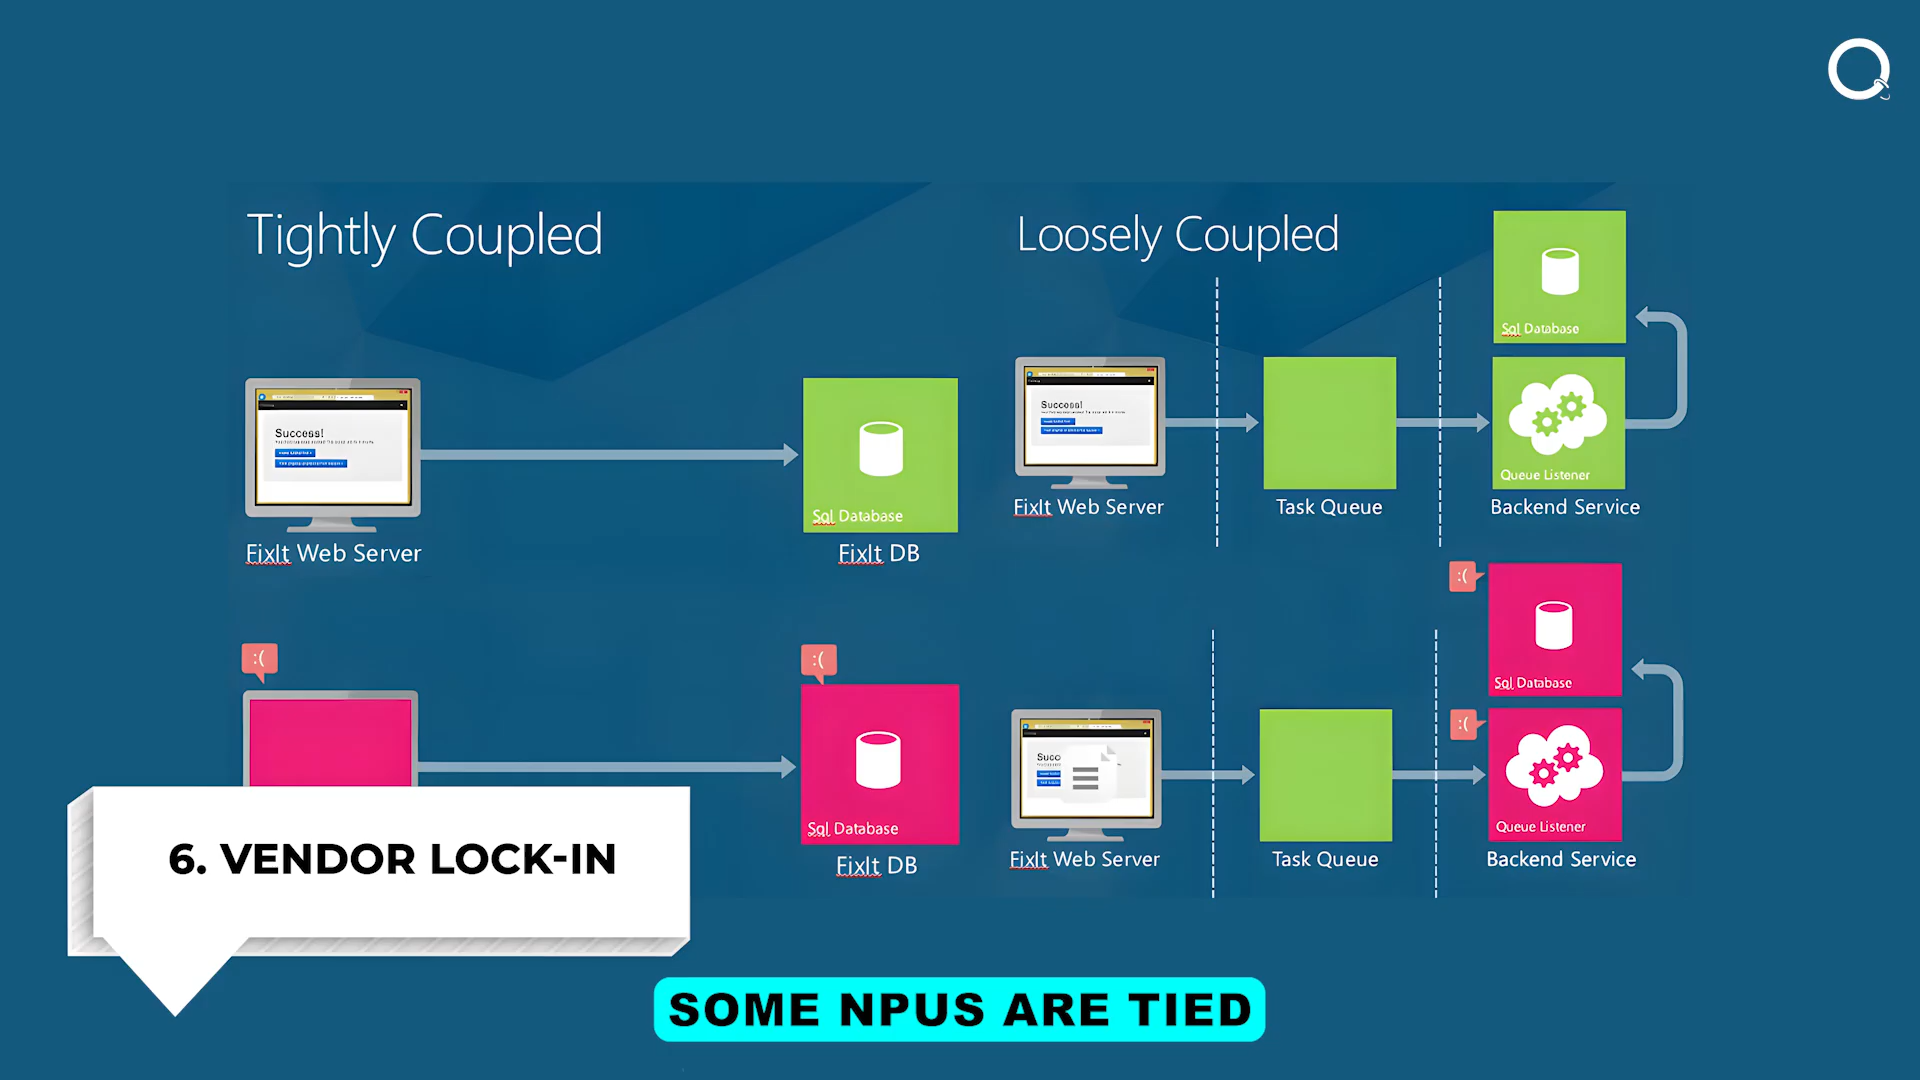 Tightly Coupled
Success!
Sql Database
FixIt Web Server
FixIt DB
:(
:(
Sql Database
FixIt DB
Loosely Coupled
Sql Database
Success!
Queue Listener
FixIt Web Server
Task Queue
Backend Service
:(
Sql Database
:(
Succ
Queue Listener
FixIt Web Server
Task Queue
Backend Service
6. VENDOR LOCK-IN
SOME NPUS ARE TIED